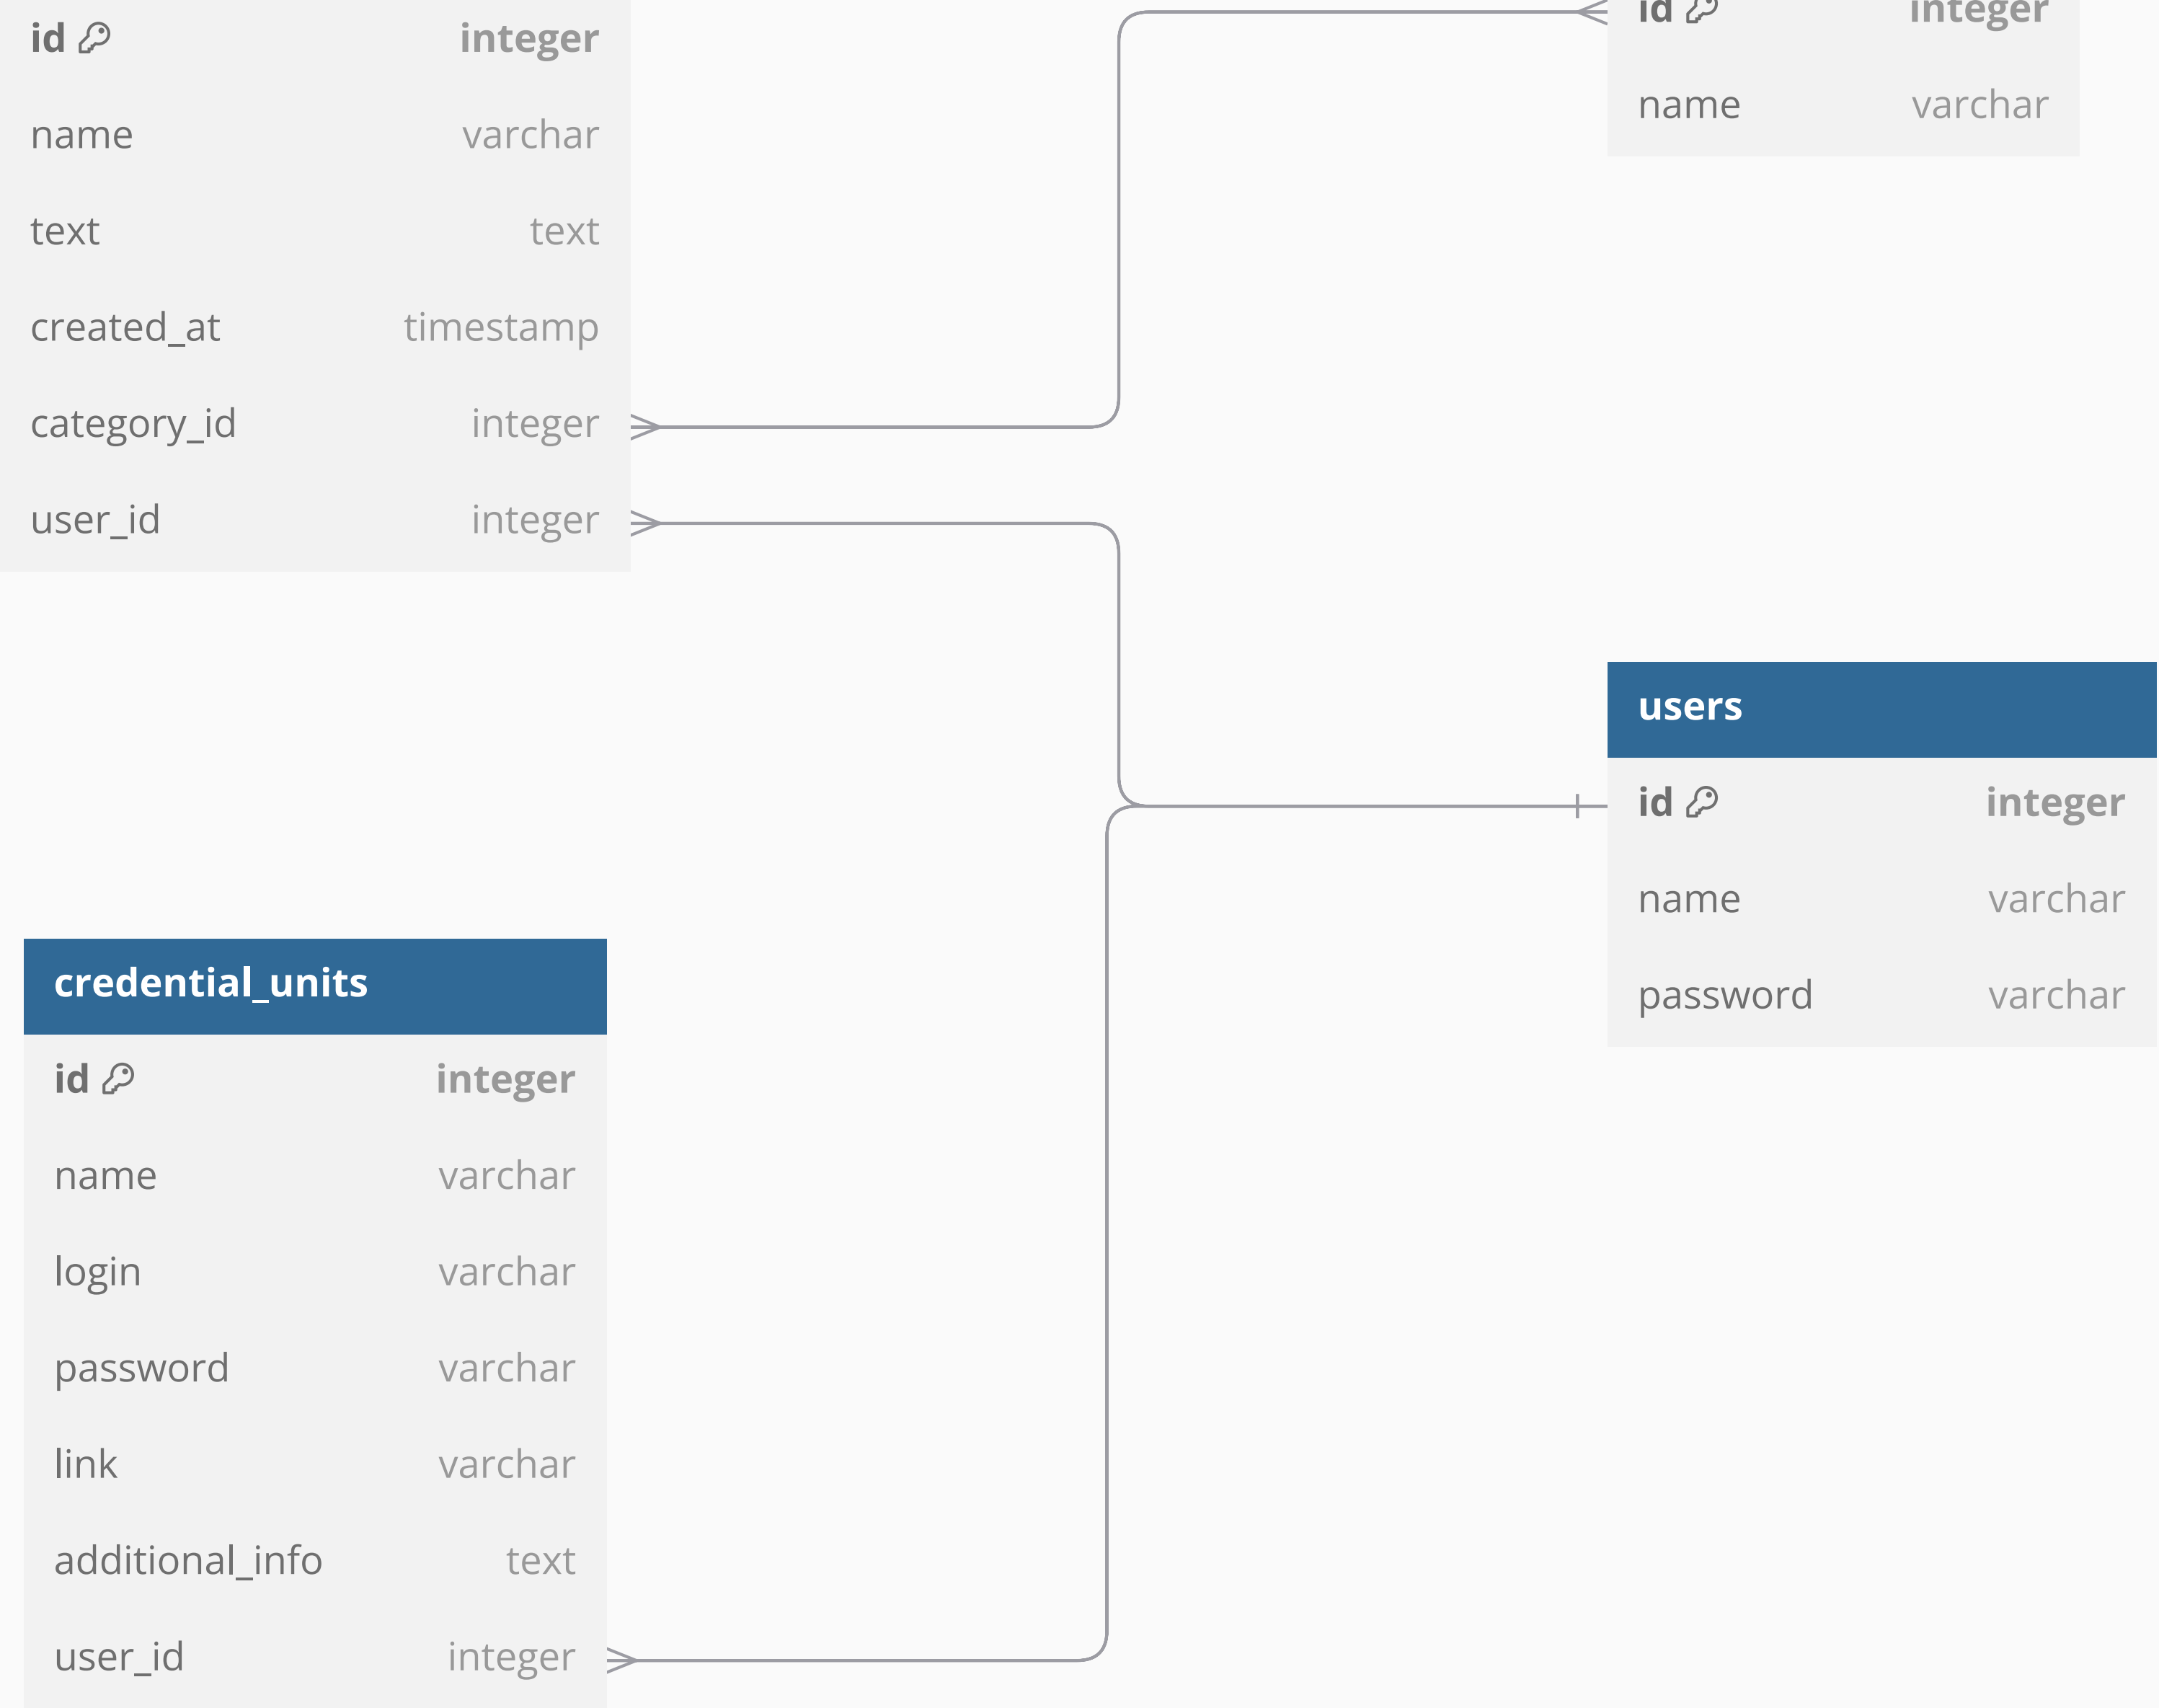 id integer
name varchar
text text
created_at timestamp
category_id integer
user_id integer
id integer
name varchar
users
id integer
name varchar
password varchar
credential_units
id integer
name varchar
login varchar
password varchar
link varchar
additional_info text
user_id integer